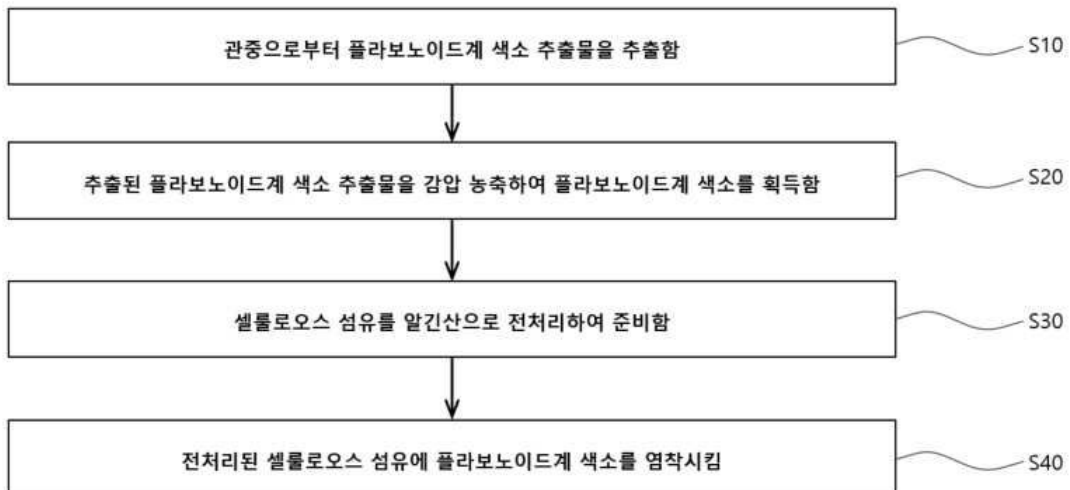 관중으로부터 플라보노이드계 색소 추출물을 추출함
S10
추출된 플라보노이드계 색소 추출물을 감압 농축하여 플라보노이드계 색소를 획득함
S20
셀룰로오스 섬유를 알긴산으로 전처리하여 준비함
S30
전처리된 셀룰로오스 섬유에 플라보노이드계 색소를 염착시킴
S40